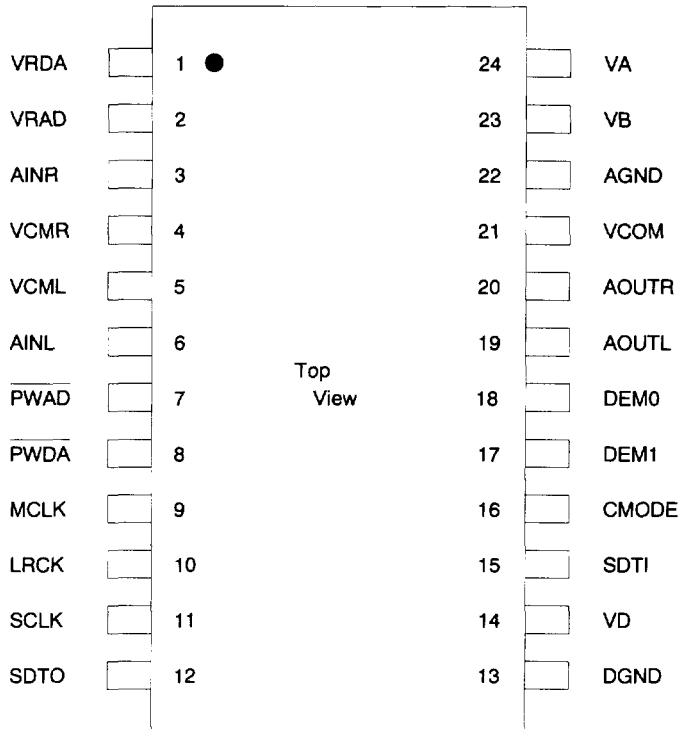 VRDA 1 24 VA
VRAD 2 23 VB
AINR 3 22 AGND
VCMR 4 21 VCOM
VCML 5 20 AOUTR
AINL 6 19 AOUTL
Top
View
PWAD 7 18 DEM0
PWDA 8 17 DEM1
MCLK 9 16 CMODE
LRCK 10 15 SDTI
SCLK 11 14 VD
SDTO 12 13 DGND